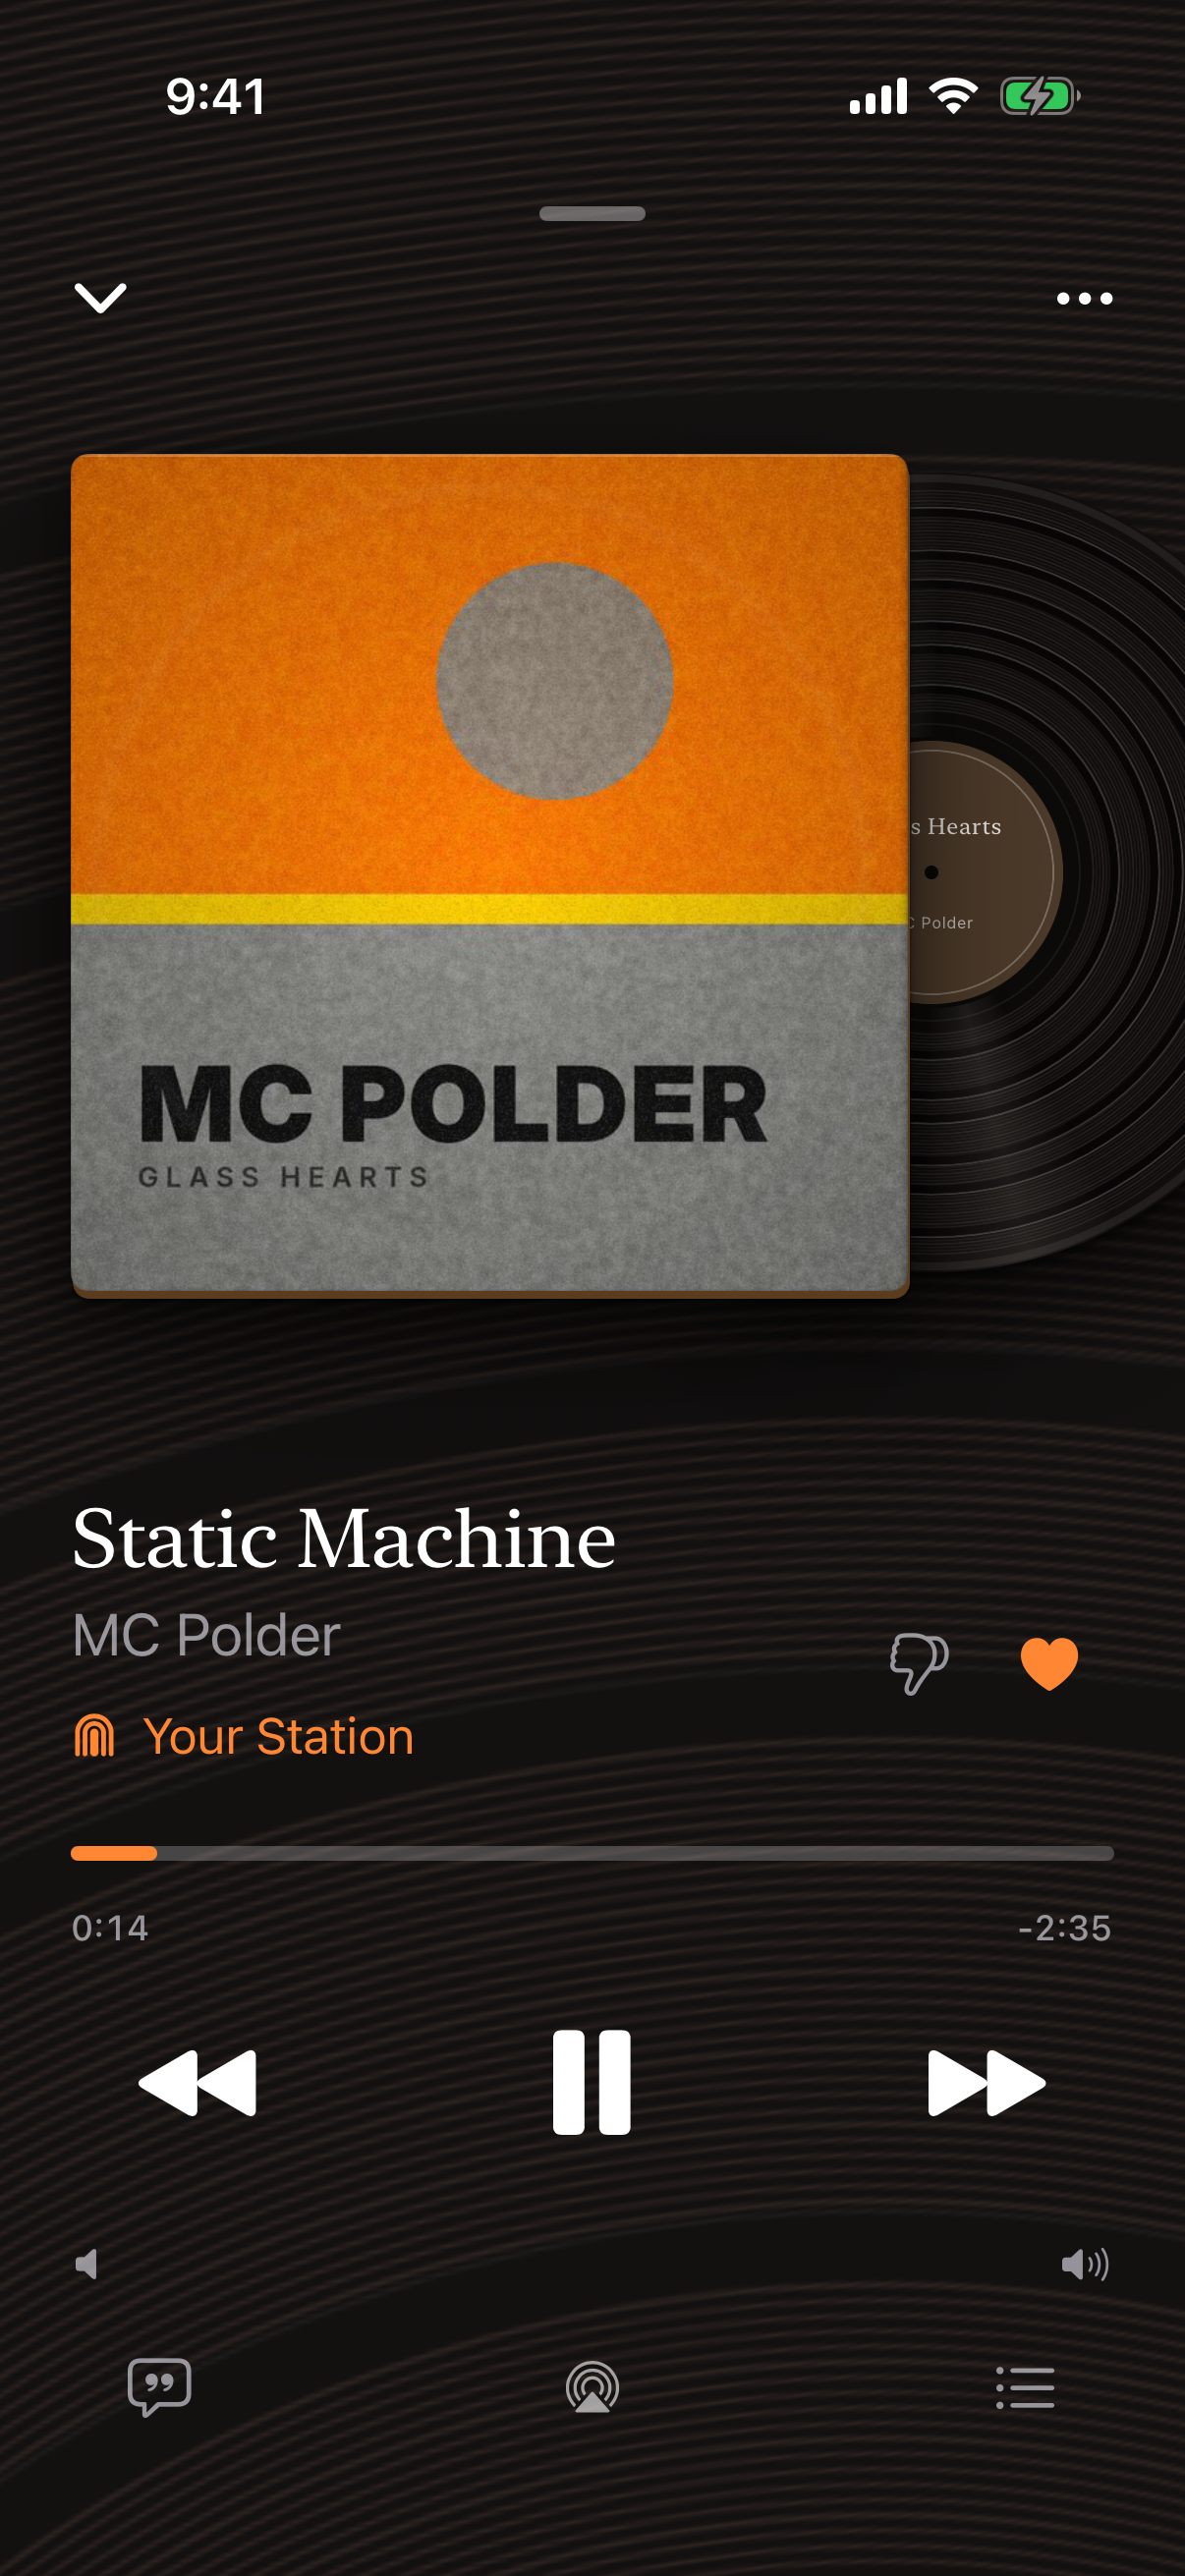 9:41
s Hearts
C Polder
MC POLDER
GLASS HEARTS
Static Machine
MC Polder
Your Station
0:14
-2:35